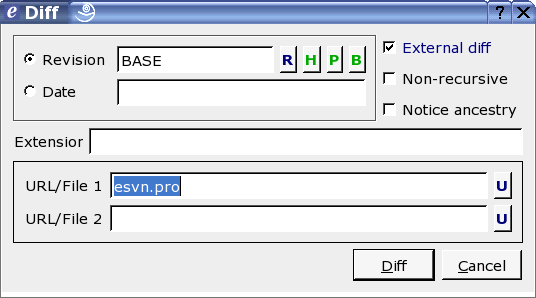 e Diff ? X
Revision BASE R H P B
External diff
Date
Non-recursive
Notice ancestry
Extensior
URL/File 1 esvn.pro U
URL/File 2 U
Diff Cancel